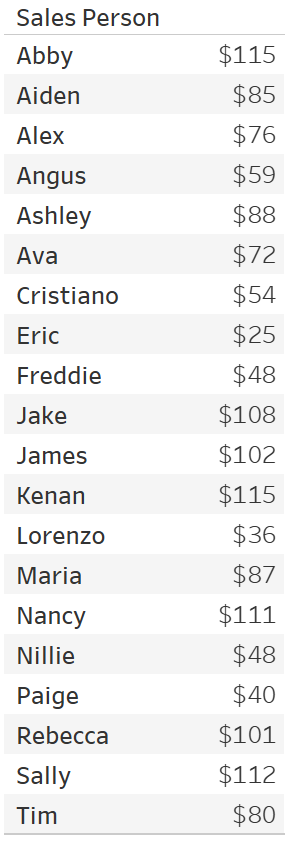 Sales Person
Abby $115
Aiden $85
Alex $76
Angus $59
Ashley $88
Ava $72
Cristiano $54
Eric $25
Freddie $48
Jake $108
James $102
Kenan $115
Lorenzo $36
Maria $87
Nancy $111
Nillie $48
Paige $40
Rebecca $101
Sally $112
Tim $80